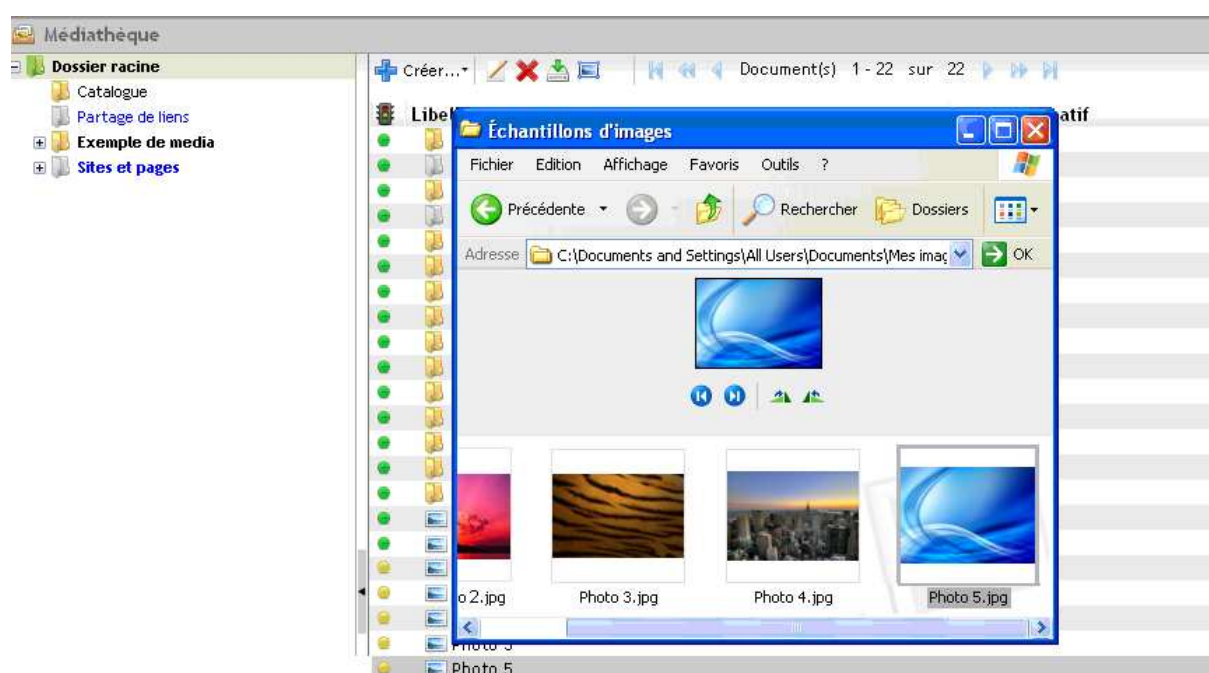 Médiathèque
Dossier racine
Catalogue
Partage de liens
Exemple de media
Sites et pages
Créer...
Document(s) 1 - 22 sur 22
Échantillons d'images
Fichier Edition Affichage Favoris Outils ?
Précédente Rechercher Dossiers
Adresse C:\Documents and Settings\All Users\Documents\Mes imag OK
2.jpg Photo 3.jpg Photo 4.jpg Photo 5.jpg
Photo 5